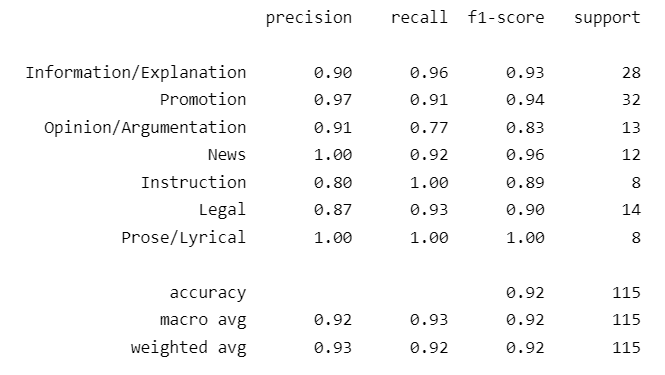 precision recall f1-score support
Information/Explanation 0.90 0.96 0.93 28
Promotion 0.97 0.91 0.94 32
Opinion/Argumentation 0.91 0.77 0.83 13
News 1.00 0.92 0.96 12
Instruction 0.80 1.00 0.89 8
Legal 0.87 0.93 0.90 14
Prose/Lyrical 1.00 1.00 1.00 8
accuracy 0.92 115
macro avg 0.92 0.93 0.92 115
weighted avg 0.93 0.92 0.92 115